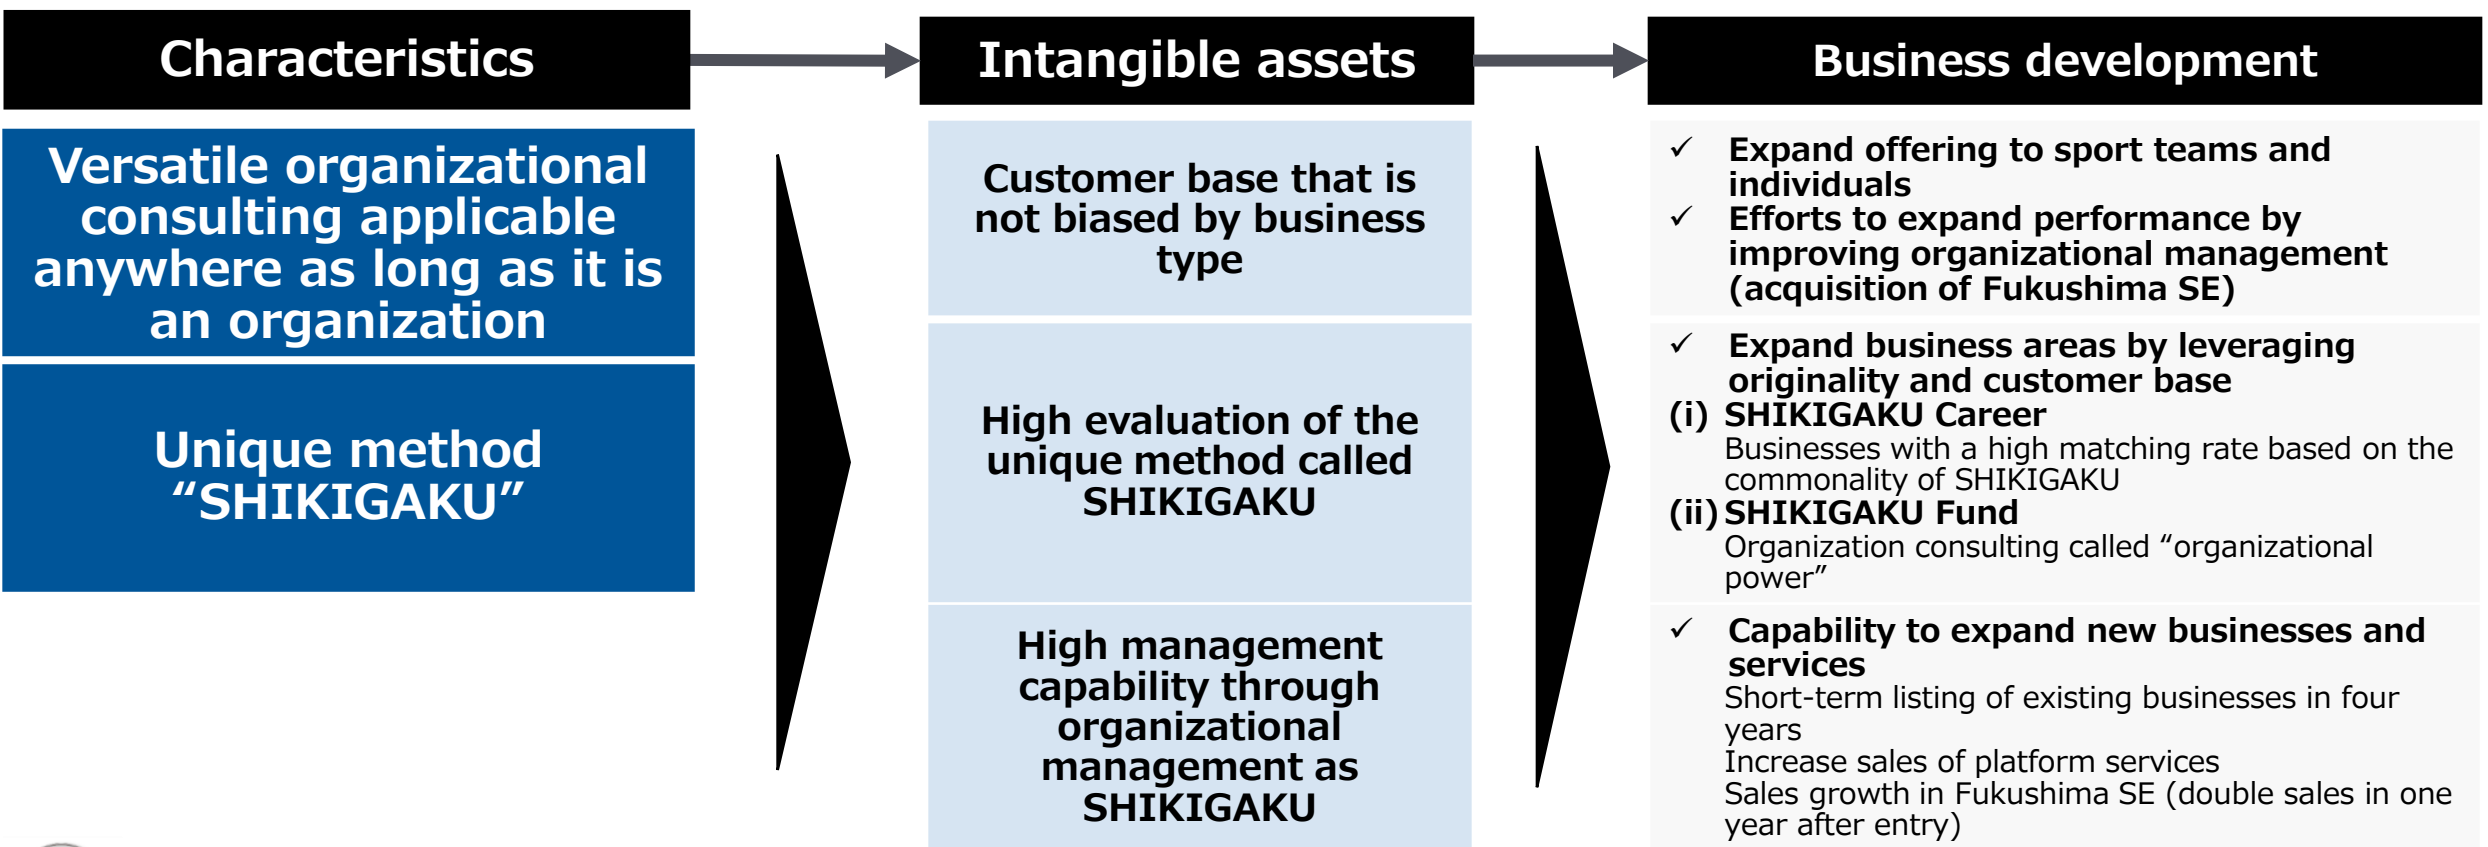 Characteristics
Intangible assets
Business development
Versatile organizational
consulting applicable
anywhere as long as it is
an organization
Unique method
“SHIKIGAKU”
Customer base that is
not biased by business
type
High evaluation of the
unique method called
SHIKIGAKU
High management
capability through
organizational
management as
SHIKIGAKU
✓ Expand offering to sport teams and
individuals
✓ Efforts to expand performance by
improving organizational management
(acquisition of Fukushima SE)
✓ Expand business areas by leveraging
originality and customer base
(i) SHIKIGAKU Career
Businesses with a high matching rate based on the
commonality of SHIKIGAKU
(ii) SHIKIGAKU Fund
Organization consulting called “organizational
power”
✓ Capability to expand new businesses and
services
Short-term listing of existing businesses in four
years
Increase sales of platform services
Sales growth in Fukushima SE (double sales in one
year after entry)